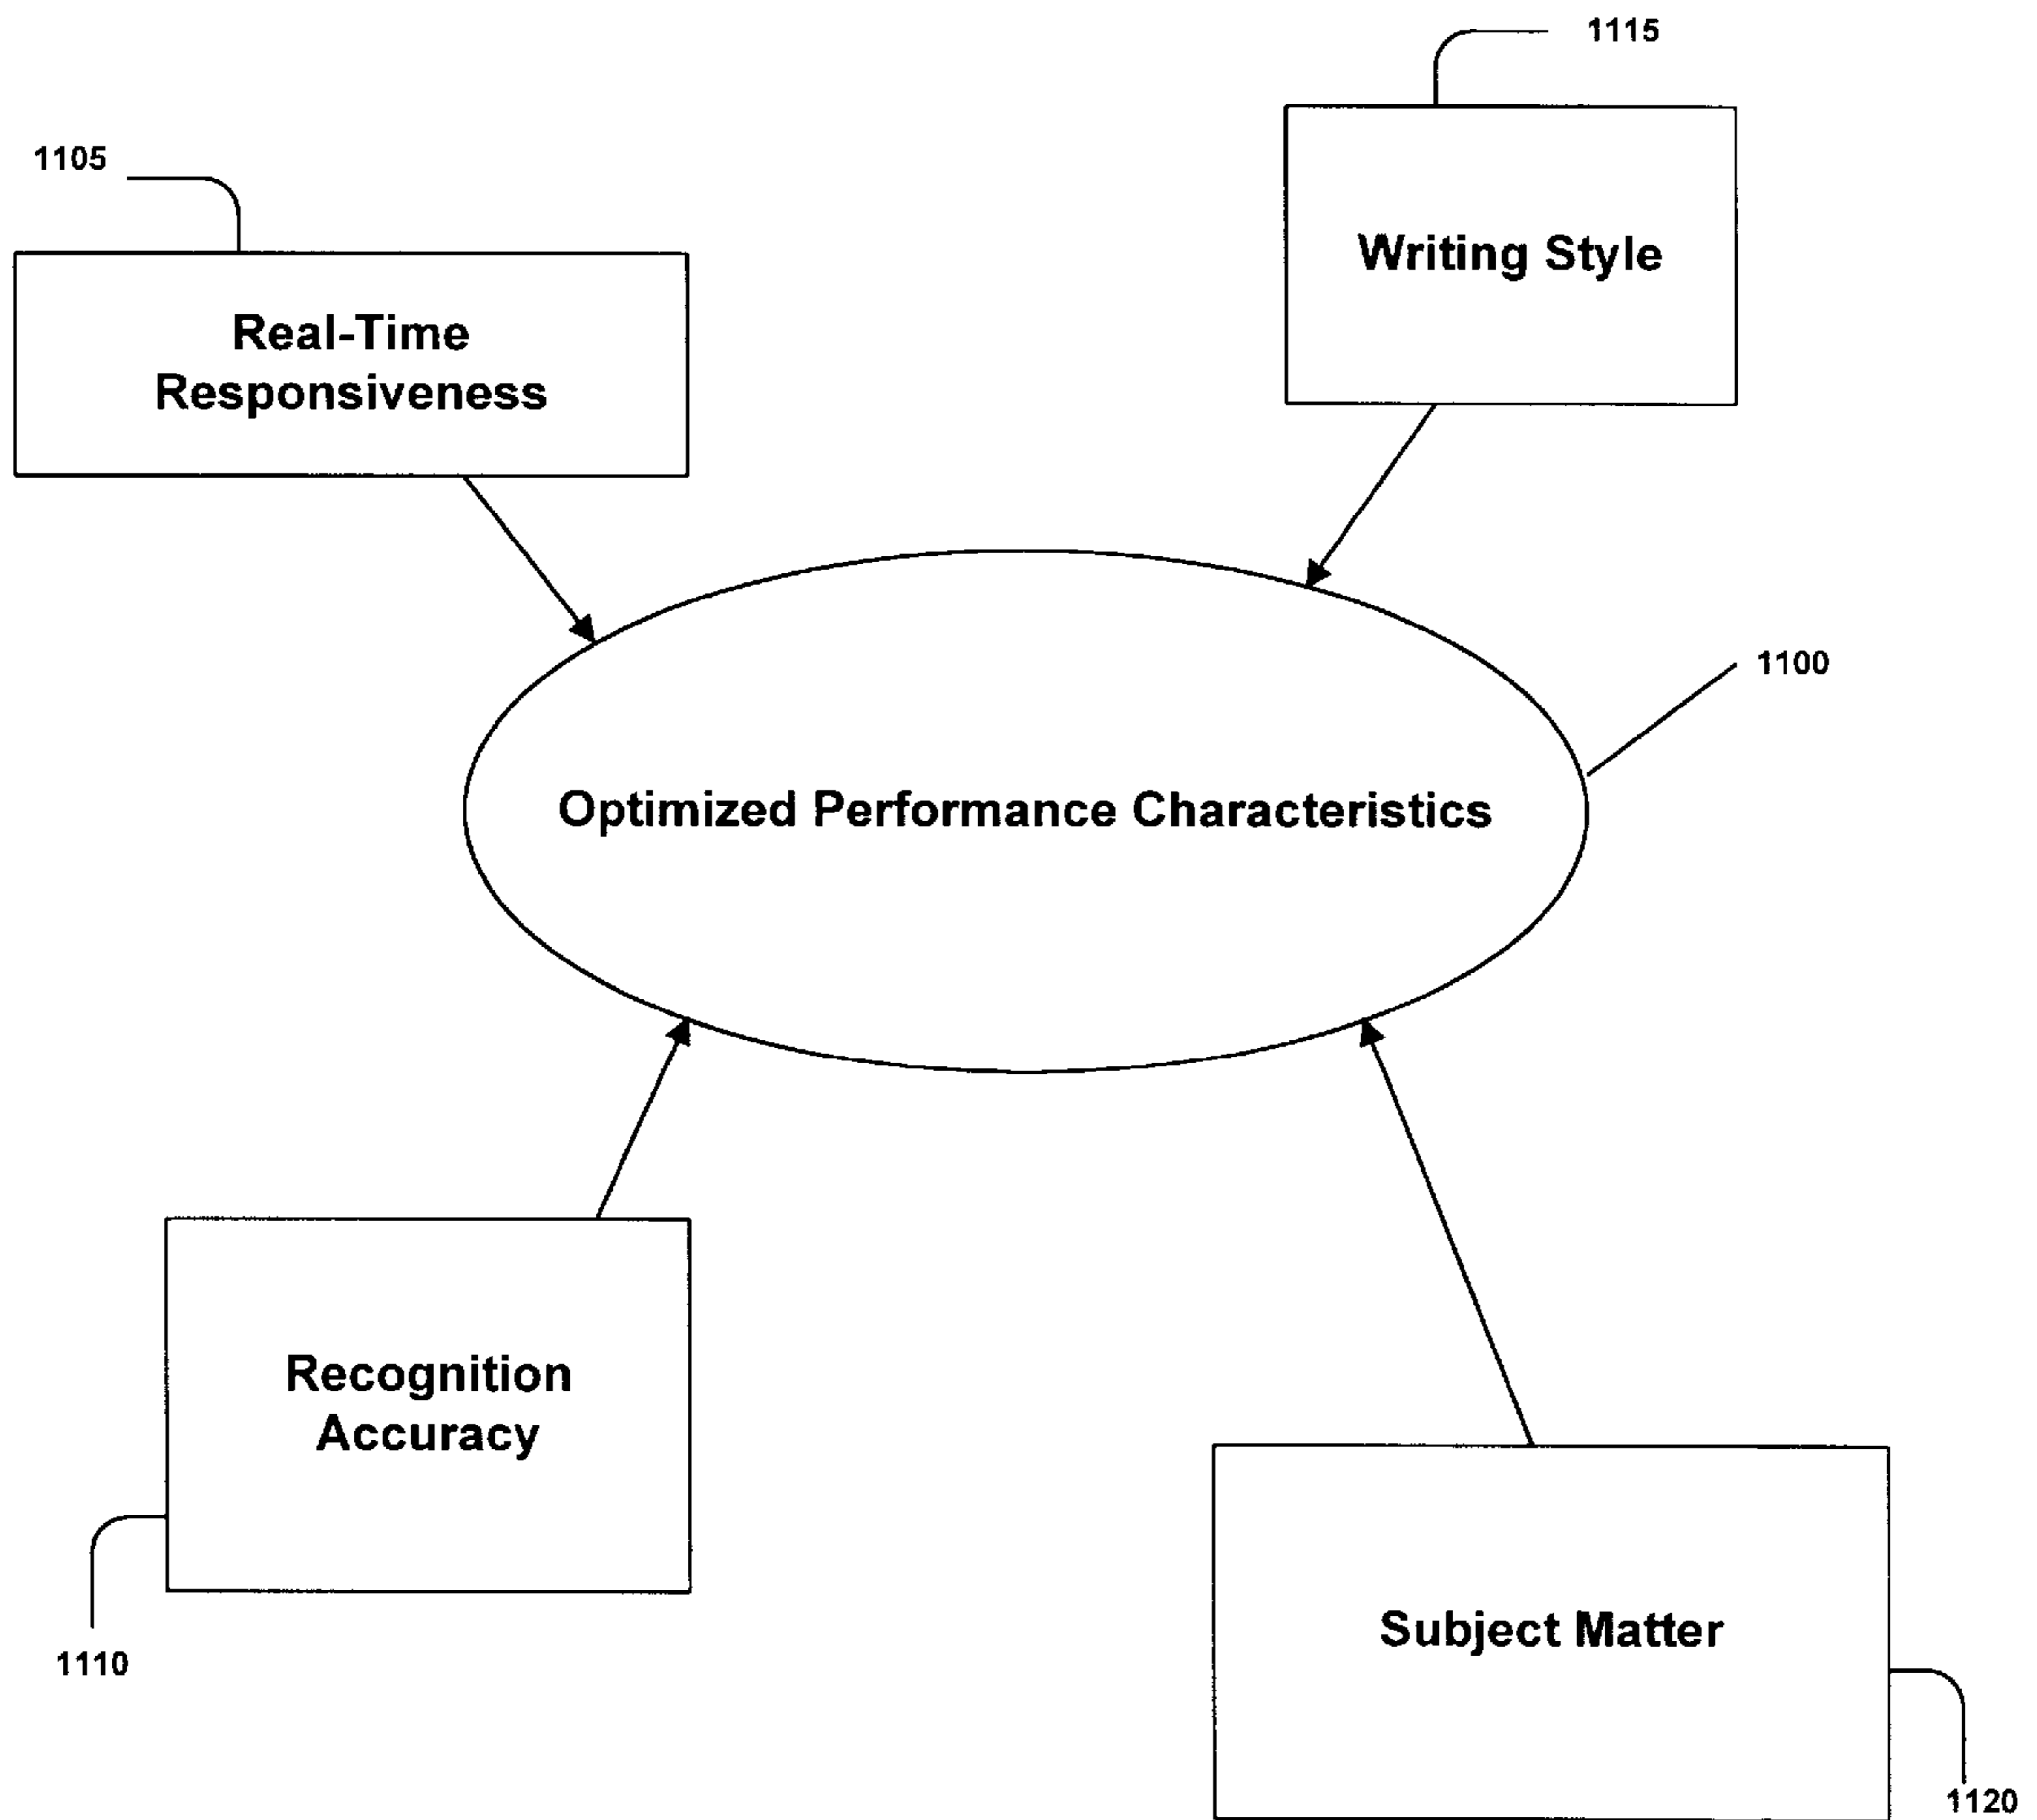 1115
1105
Writing Style
Real-Time
Responsiveness
1100
Optimized Performance Characteristics
Recognition
Accuracy
Subject Matter
1110
1120